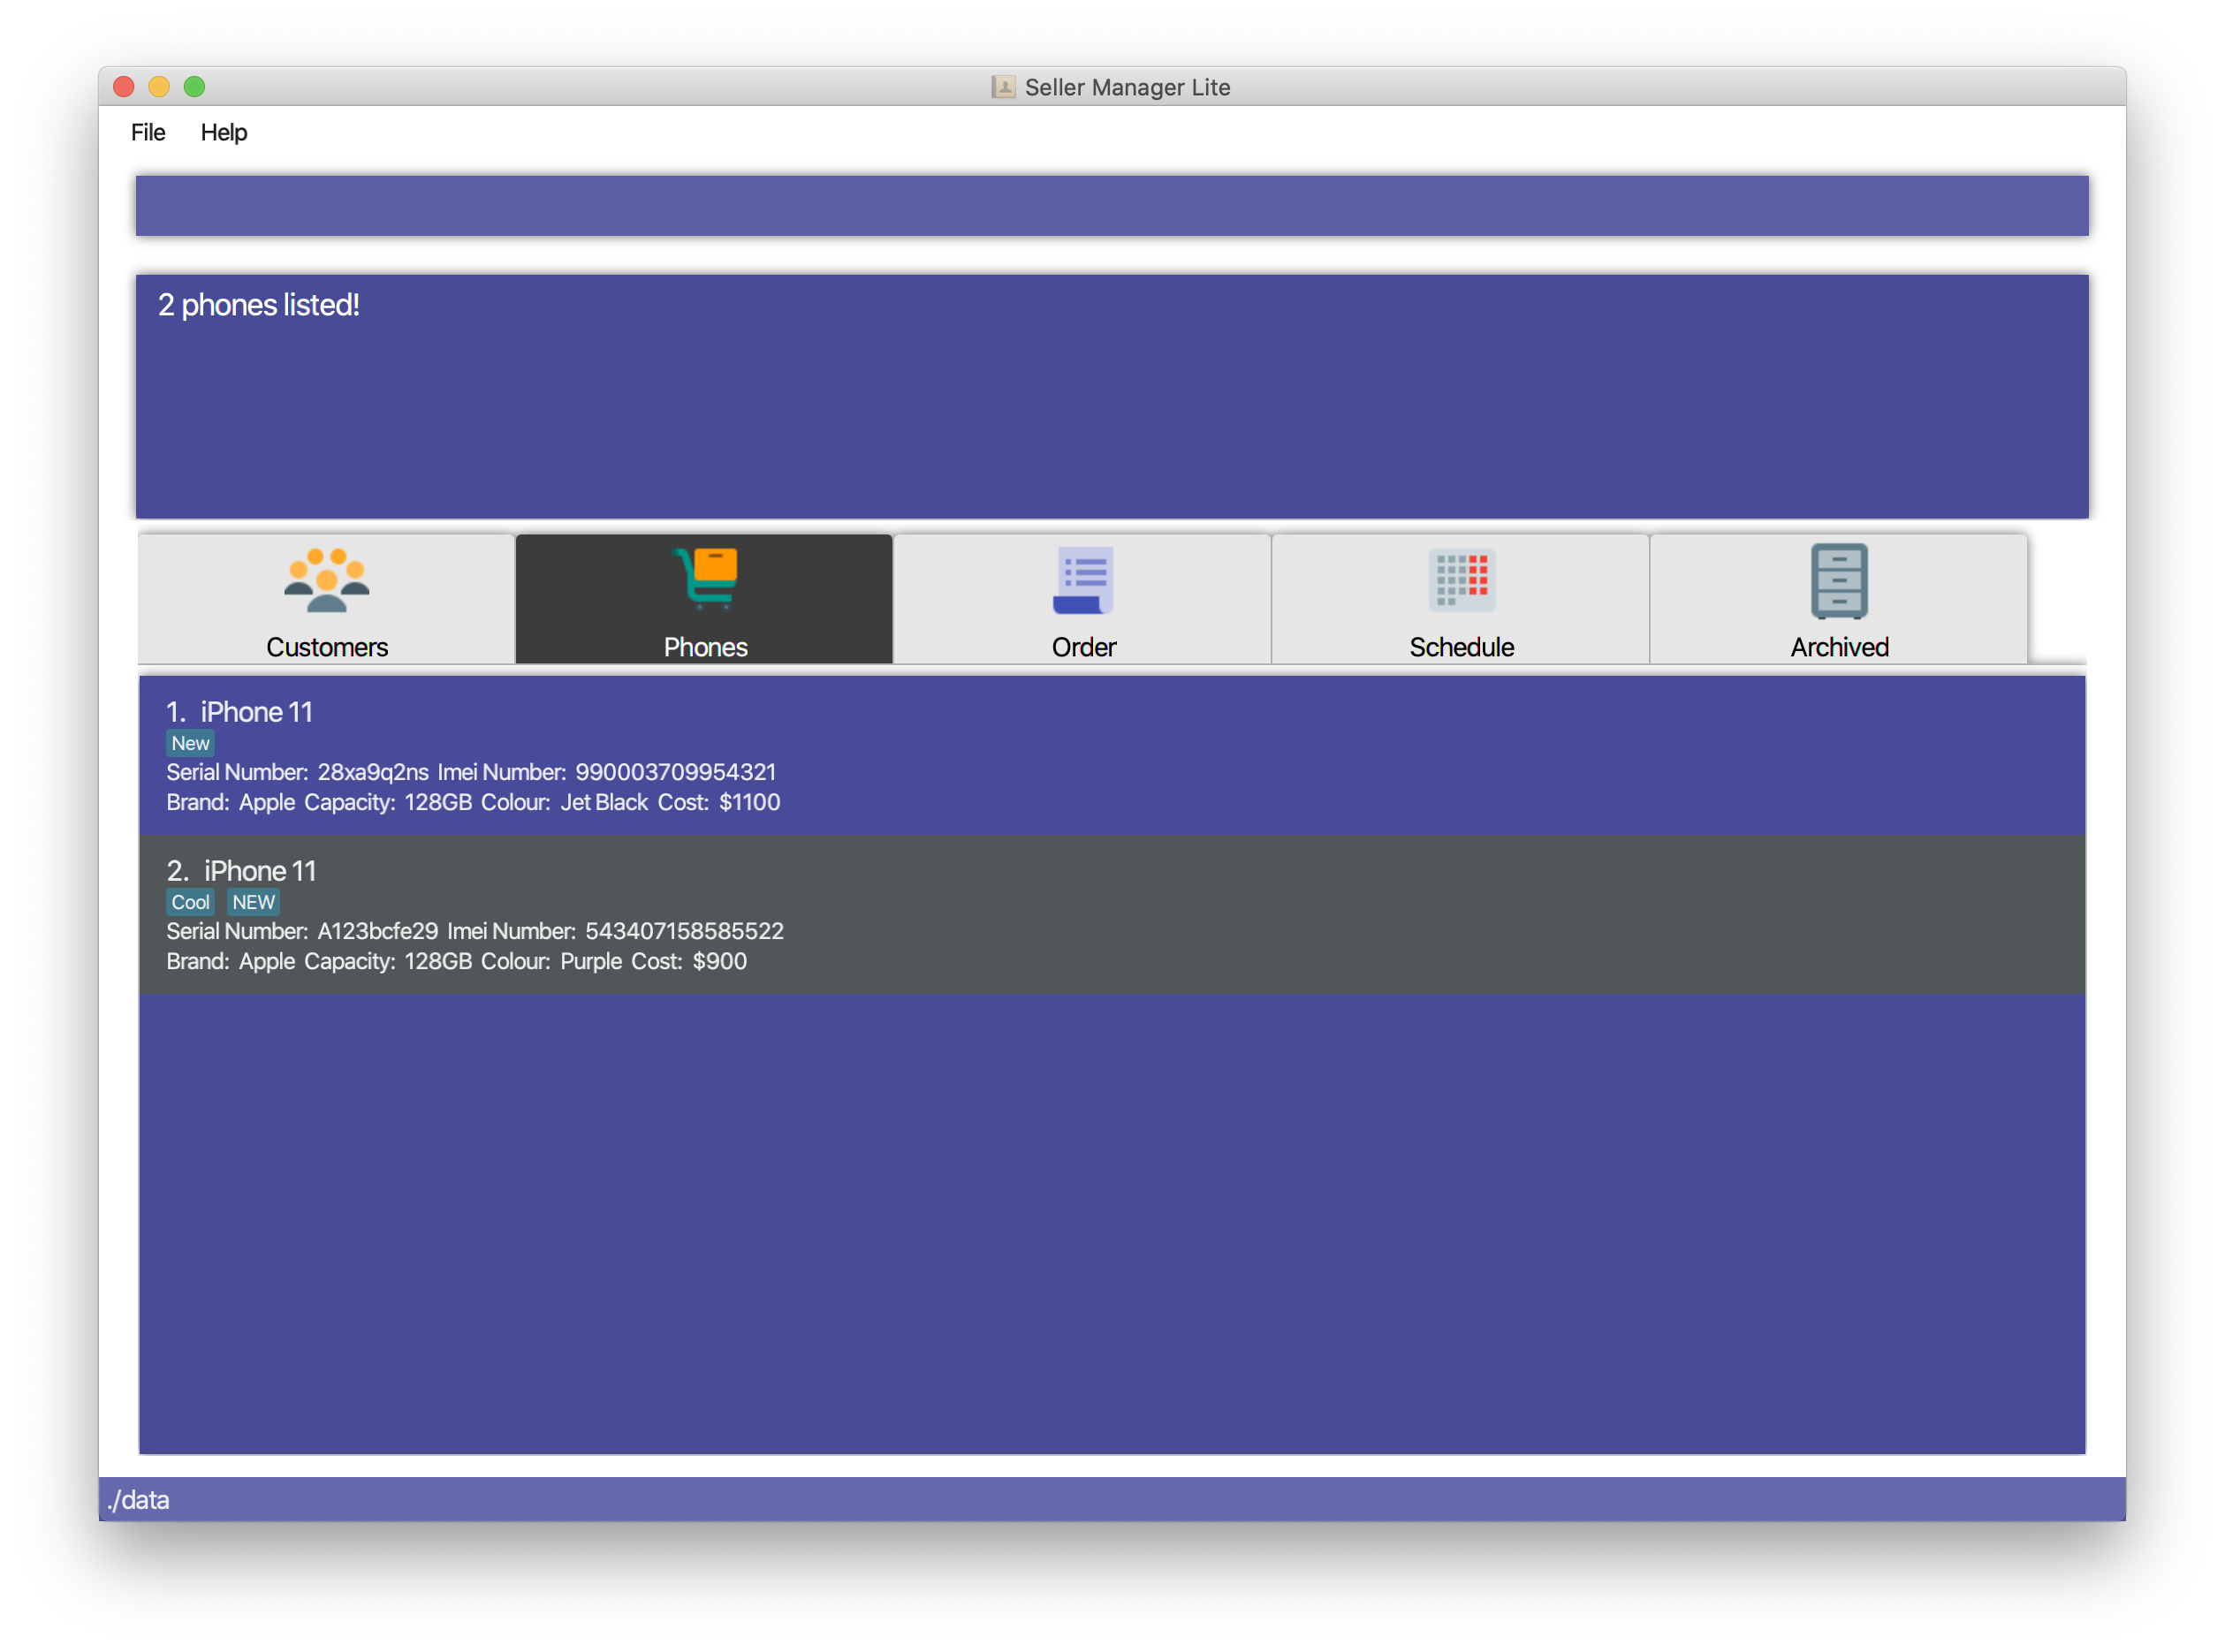 Seller Manager Lite
File Help
2 phones listed!
Customers Phones Order Schedule Archived
1. iPhone 11
New
Serial Number: 28xa9q2ns Imei Number: 990003709954321
Brand: Apple Capacity: 128GB Colour: Jet Black Cost: $1100
2. iPhone 11
Cool NEW
Serial Number: A123bcfe29 Imei Number: 543407158585522
Brand: Apple Capacity: 128GB Colour: Purple Cost: $900
./data